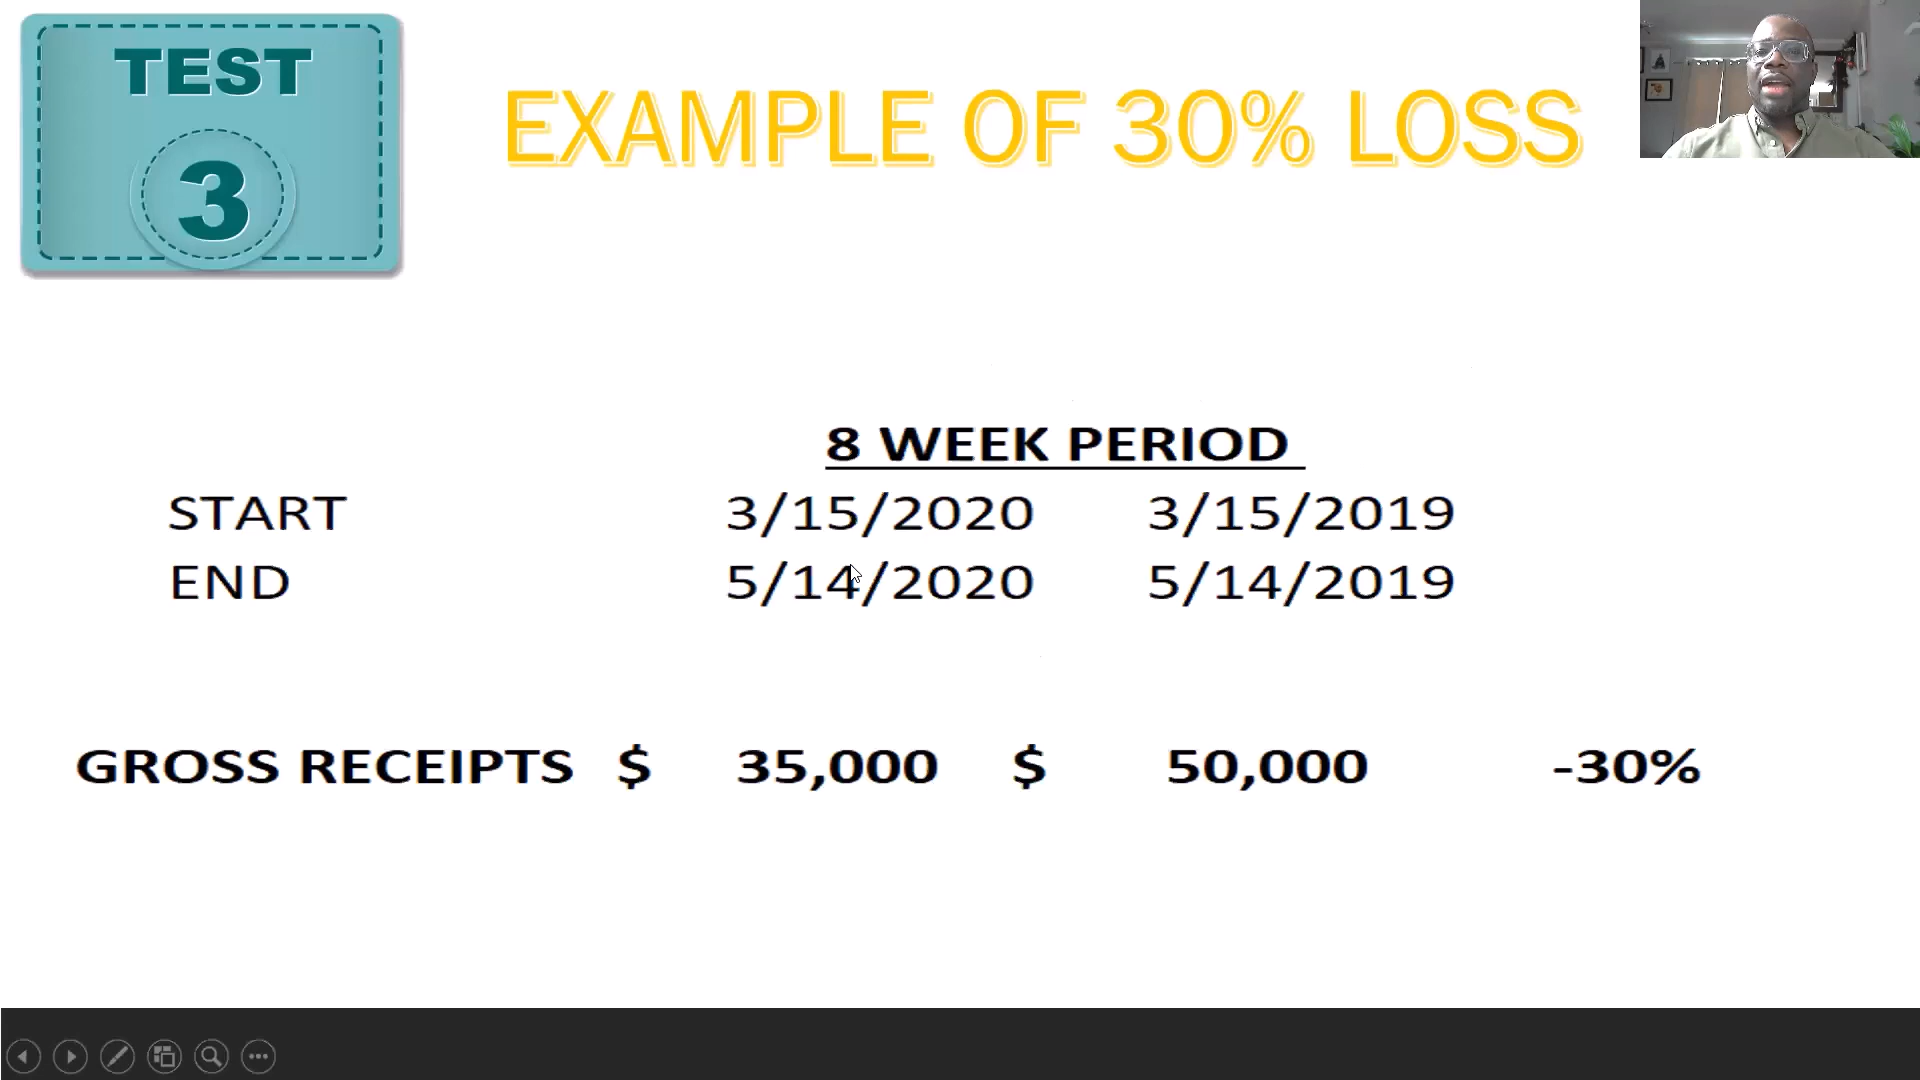 TEST
3
EXAMPLE OF 30% LOSS
8 WEEK PERIOD
START 3/15/2020 3/15/2019
END 5/14/2020 5/14/2019
GROSS RECEIPTS $ 35,000 $ 50,000 -30%